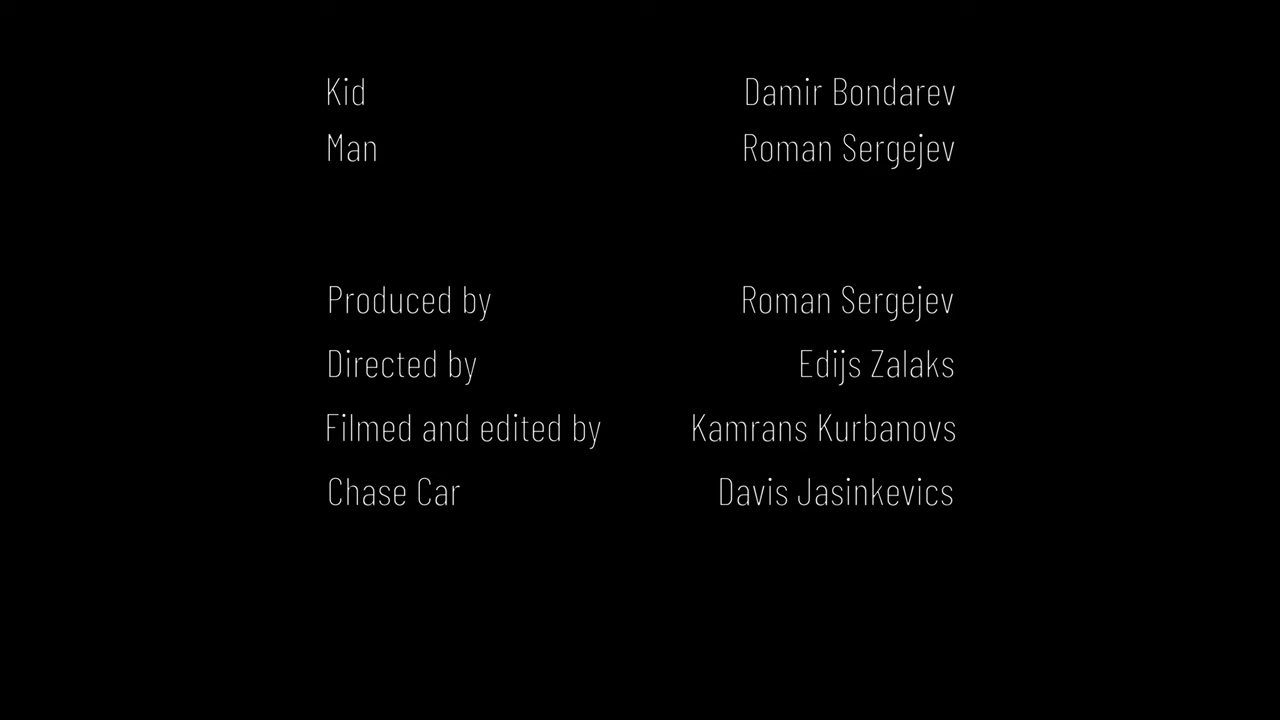 Kid Damir Bondarev
Man Roman Sergejev
Produced by Roman Sergejev
Directed by Edijs Zalaks
Filmed and edited by Kamrans Kurbanovs
Chase Car Davis Jasinkevics